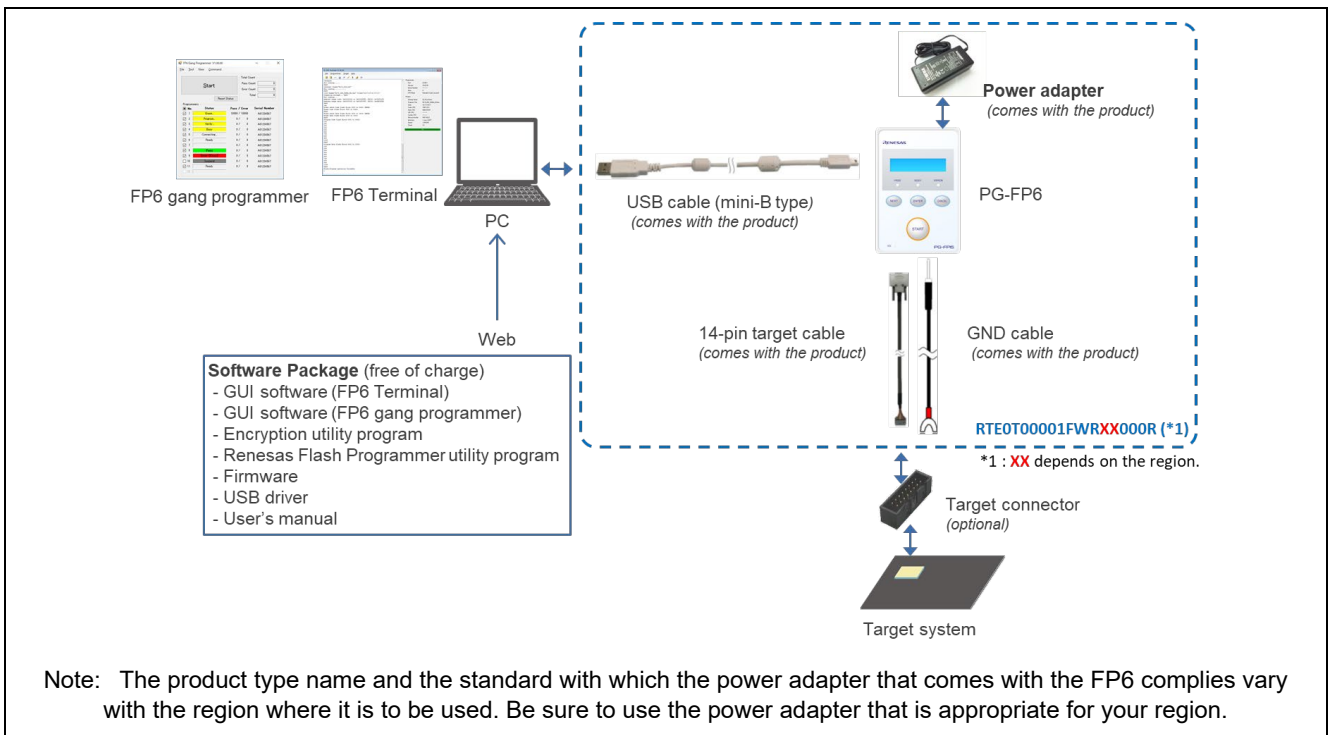 Start
FP6 gang programmer
FP6 Terminal
PC
USB cable (mini-B type)
(comes with the product)
Power adapter
(comes with the product)
RENESAS
START
PG-FP6
14-pin target cable
(comes with the product)
GND cable
(comes with the product)
Web
Software Package (free of charge)
- GUI software (FP6 Terminal)
- GUI software (FP6 gang programmer)
- Encryption utility program
- Renesas Flash Programmer utility program
- Firmware
- USB driver
- User's manual
RTE0T00001FWRXX000R (*1)
*1 : XX depends on the region.
Target connector
(optional)
Target system
Note: The product type name and the standard with which the power adapter that comes with the FP6 complies vary
with the region where it is to be used. Be sure to use the power adapter that is appropriate for your region.